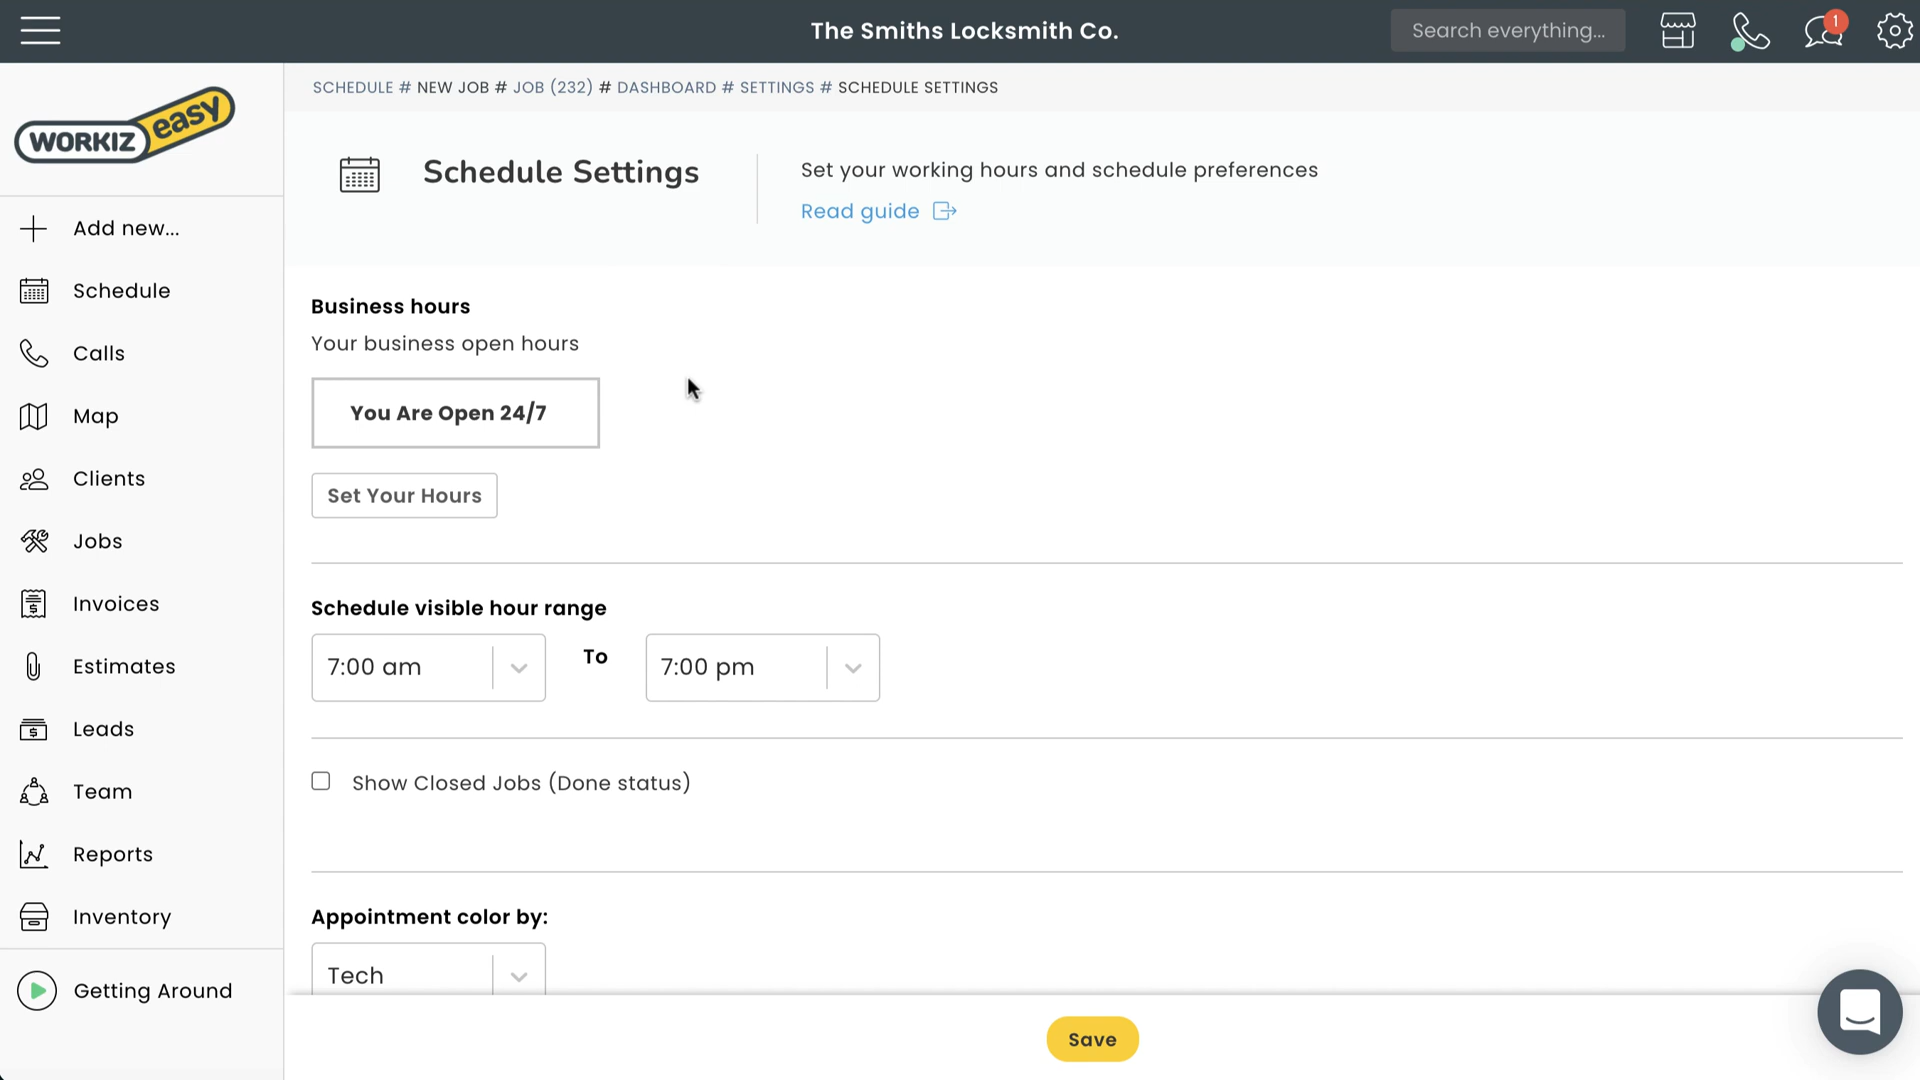 The Smiths Locksmith Co.
Search everything...
1
WORKIZ easy
SCHEDULE # NEW JOB # JOB (232) # DASHBOARD # SETTINGS # SCHEDULE SETTINGS
Schedule Settings
Set your working hours and schedule preferences
Read guide
Add new...
Schedule
Calls
Map
Clients
Jobs
Invoices
Estimates
Leads
Team
Reports
Inventory
Getting Around
Business hours
Your business open hours
You Are Open 24/7
Set Your Hours
Schedule visible hour range
7:00 am To 7:00 pm
Show Closed Jobs (Done status)
Appointment color by:
Tech
Save